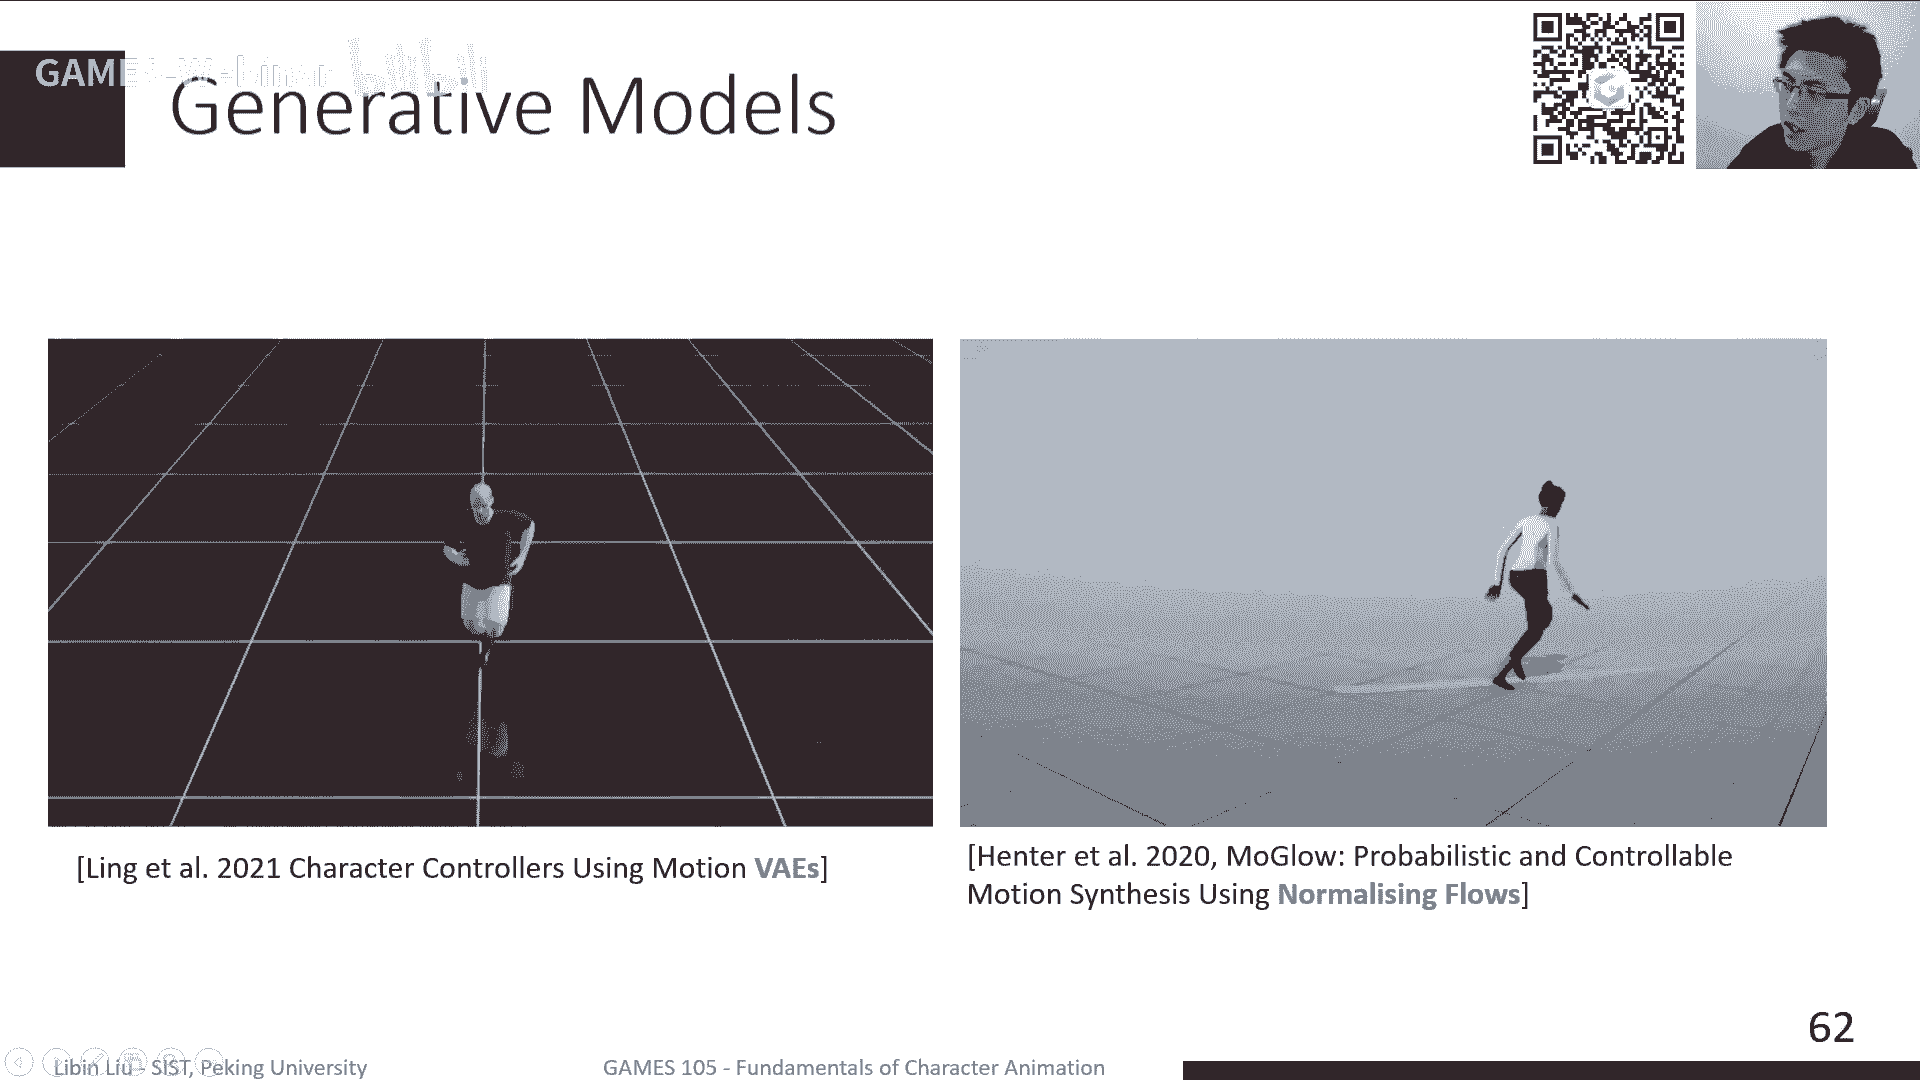 GAMES-Webinar bilibili
Generative Models
[Ling et al. 2021 Character Controllers Using Motion VAEs]
[Henter et al. 2020, MoGlow: Probabilistic and Controllable
Motion Synthesis Using Normalising Flows]
62
Libin Liu - SIST, Peking University
GAMES 105 - Fundamentals of Character Animation